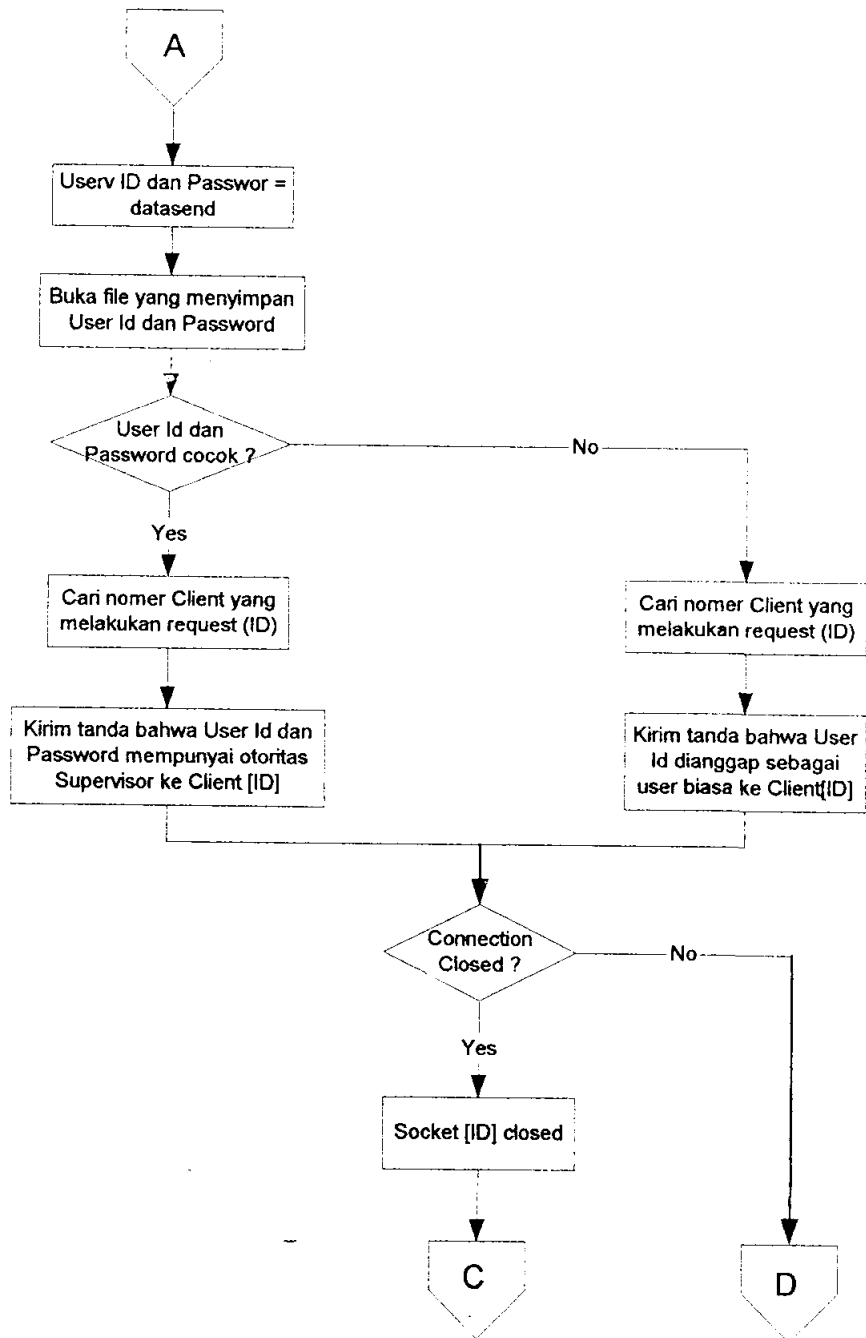 A
Userv ID dan Passwor =
datasend
Buka file yang menyimpan
User Id dan Password
User Id dan
Password cocok ?
No
Yes
Cari nomer Client yang
melakukan request (ID)
Cari nomer Client yang
melakukan request (ID)
Kirim tanda bahwa User Id dan
Password mempunyai otoritas
Supervisor ke Client [ID]
Kirim tanda bahwa User
Id dianggap sebagai
user biasa ke Client[ID]
Connection
Closed ?
No
Yes
Socket [ID] closed
C
D